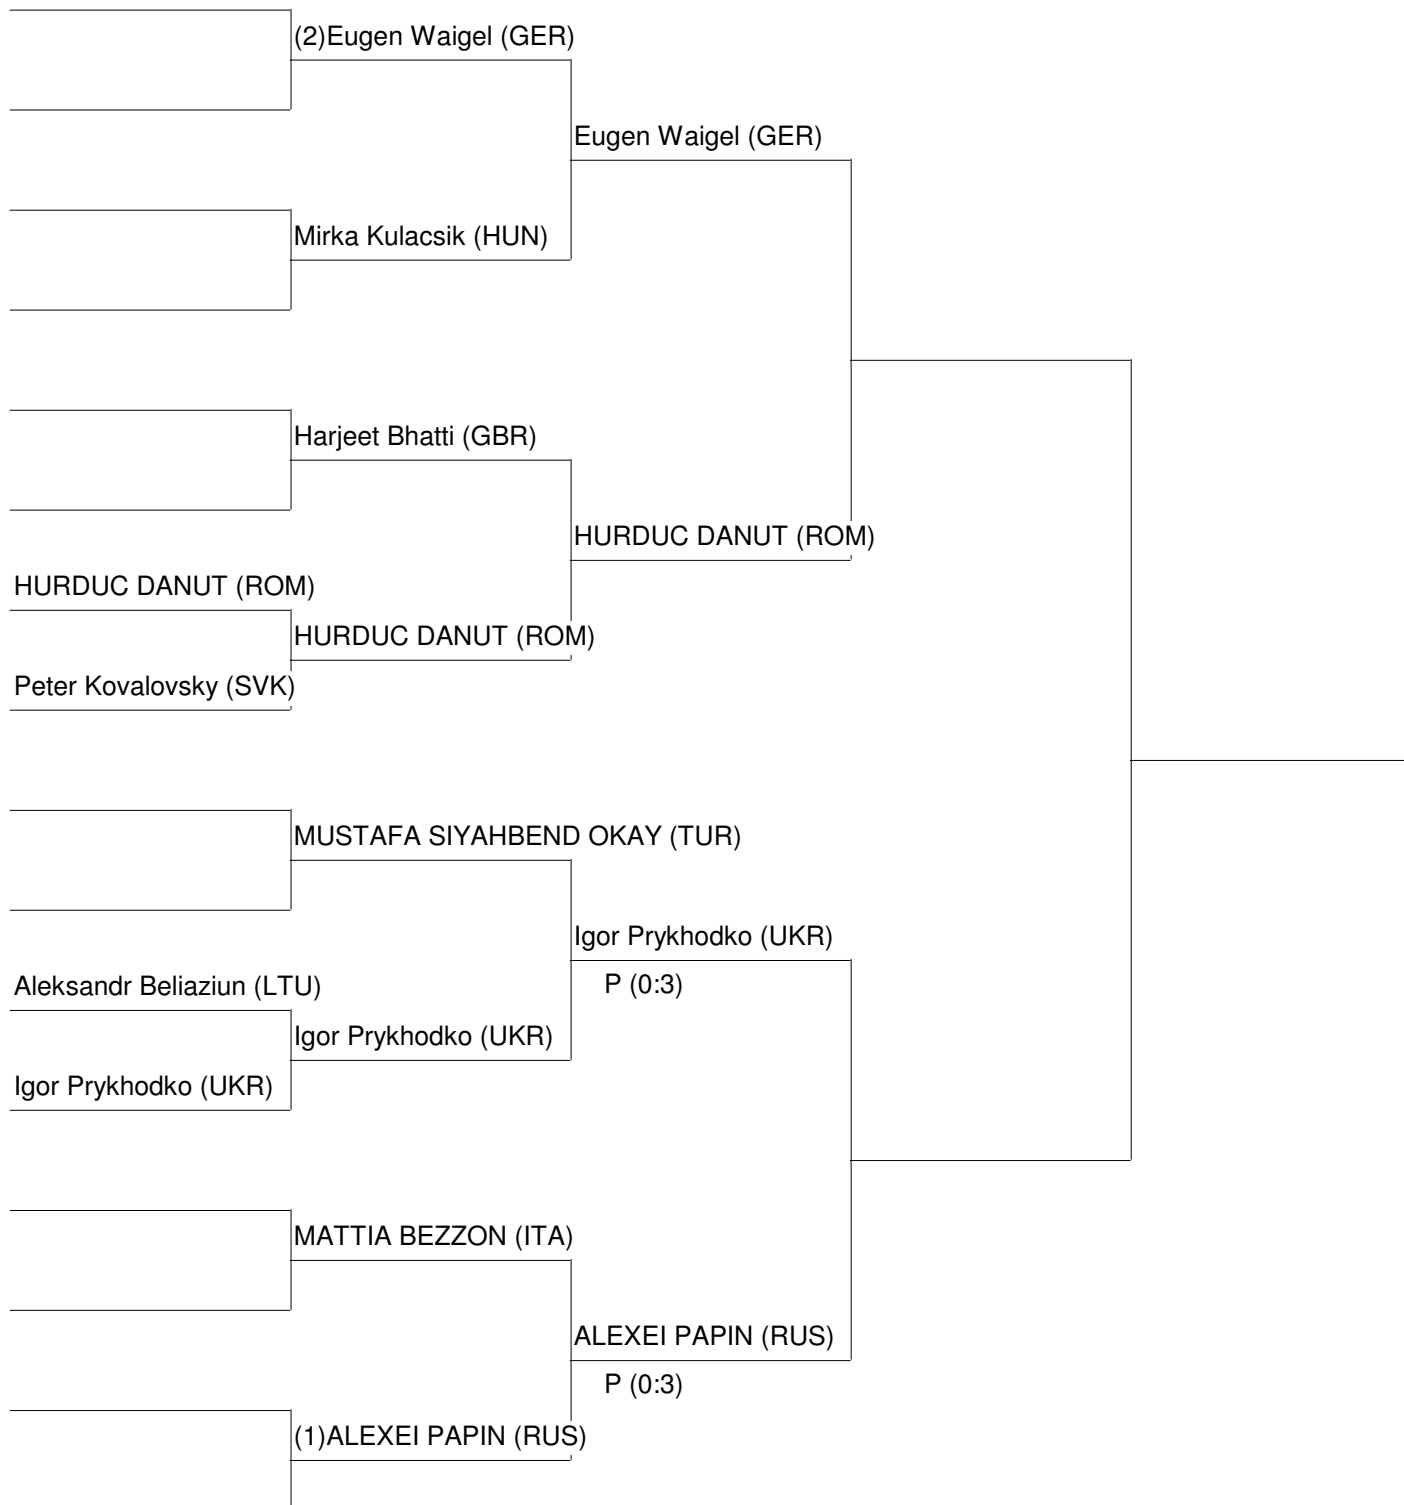 (2)Eugen Waigel (GER)
Eugen Waigel (GER)
Mirka Kulacsik (HUN)
Harjeet Bhatti (GBR)
HURDUC DANUT (ROM)
HURDUC DANUT (ROM)
HURDUC DANUT (ROM)
Peter Kovalovsky (SVK)
MUSTAFA SIYAHBEND OKAY (TUR)
Igor Prykhodko (UKR)
P (0:3)
Aleksandr Beliaziun (LTU)
Igor Prykhodko (UKR)
Igor Prykhodko (UKR)
MATTIA BEZZON (ITA)
ALEXEI PAPIN (RUS)
P (0:3)
(1)ALEXEI PAPIN (RUS)